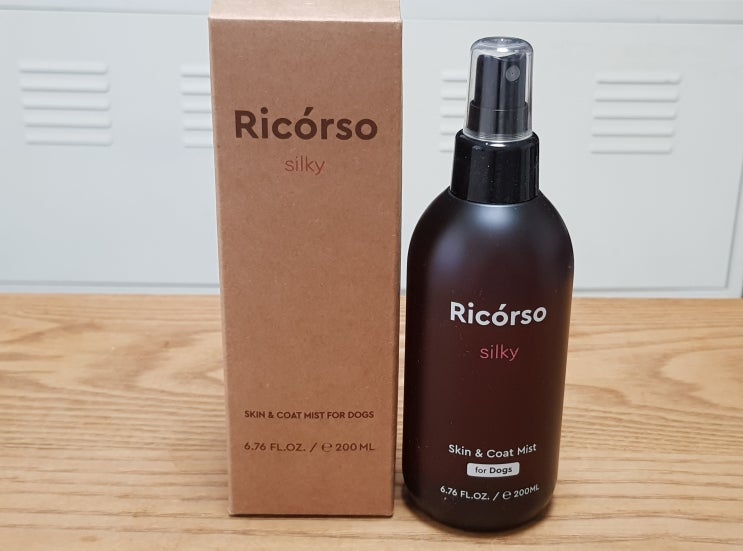 Ricórso
silky
SKIN & COAT MIST FOR DOGS
6.76 FL.OZ. / ℮ 200 ML
Ricórso
silky
Skin & Coat Mist
for Dogs
6.76 FL.OZ. / ℮ 200ML